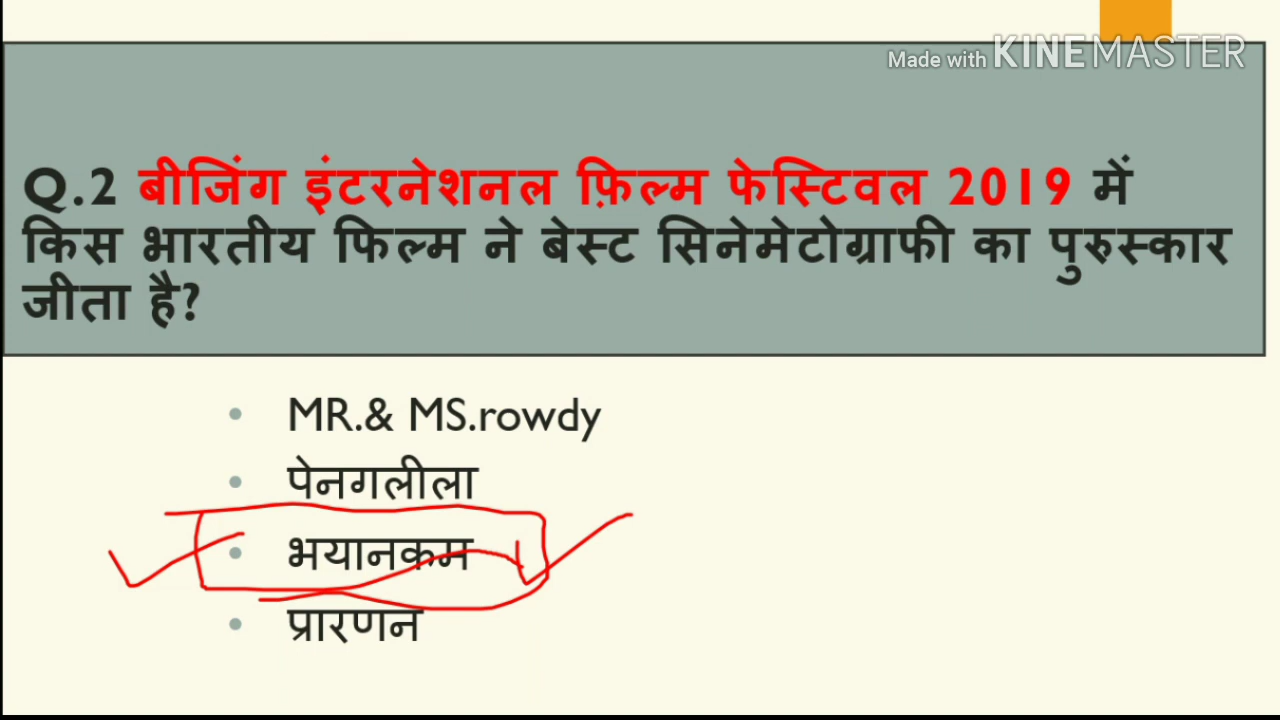 Made with KINEMASTER
Q.2 बीजिंग इंटरनेशनल फ़िल्म फेस्टिवल 2019 में
किस भारतीय फिल्म ने बेस्ट सिनेमेटोग्राफी का पुरुस्कार
जीता है?
• MR.& MS.rowdy
• पेनगलीला
• भयानकम
• प्रारणन